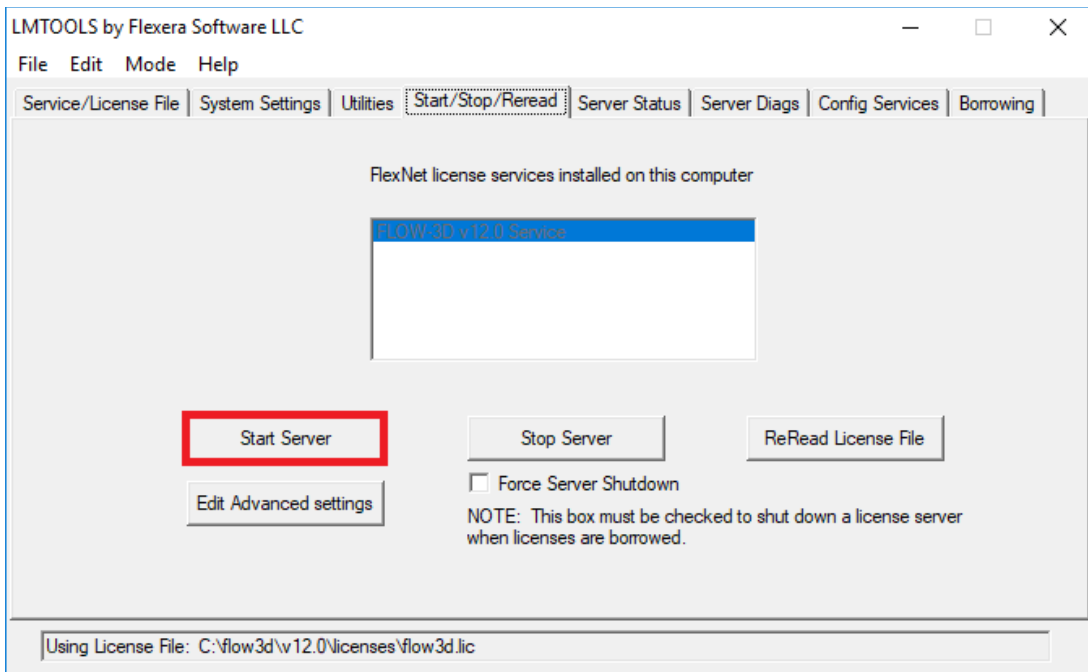 LMTOOLS by Flexera Software LLC
File Edit Mode Help
Service/License File System Settings Utilities Start/Stop/Reread Server Status Server Diags Config Services Borrowing
FlexNet license services installed on this computer
FLOW-3D v12.0 Service
Start Server Stop Server ReRead License File
Force Server Shutdown
Edit Advanced settings
NOTE: This box must be checked to shut down a license server
when licenses are borrowed.
Using License File: C:\flow3d\v12.0\licenses\flow3d.lic